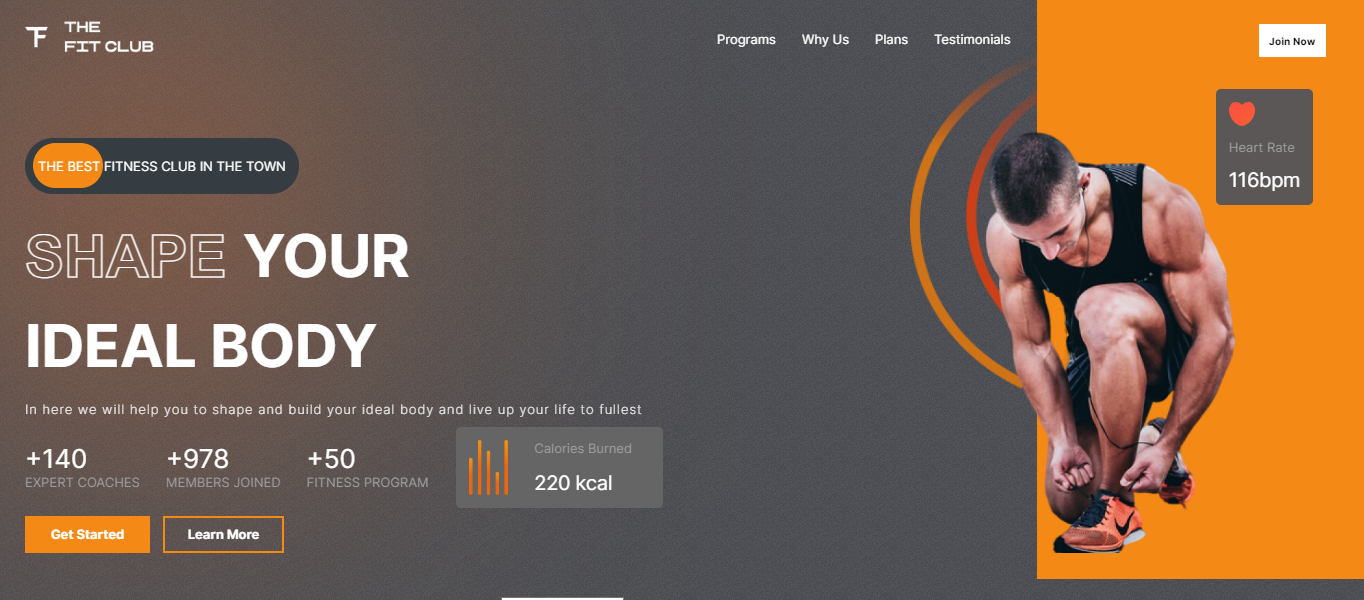 THE
FIT CLUB
Programs
Why Us
Plans
Testimonials
Join Now
Heart Rate
116bpm
THE BEST FITNESS CLUB IN THE TOWN
SHAPE YOUR
IDEAL BODY
In here we will help you to shape and build your ideal body and live up your life to fullest
+140
EXPERT COACHES
+978
MEMBERS JOINED
+50
FITNESS PROGRAM
Calories Burned
220 kcal
Get Started
Learn More